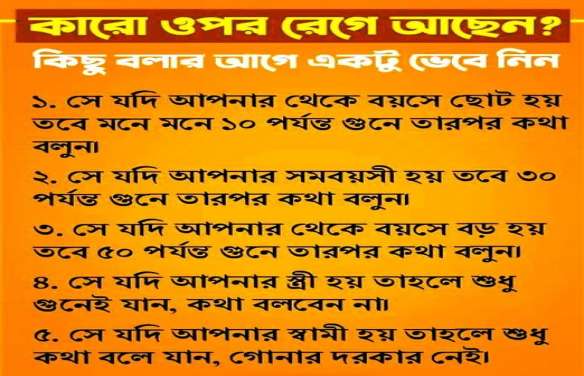 কারো ওপর রেগে আছেন?
কিছু বলার আগে একটু ভেবে নিন
১. সে যদি আপনার থেকে বয়সে ছোট হয়
তবে মনে মনে ১০ পর্যন্ত গুনে তারপর কথা
বলুন।
২. সে যদি আপনার সমবয়সী হয় তবে ৩০
পর্যন্ত গুনে তারপর কথা বলুন।
৩. সে যদি আপনার থেকে বয়সে বড় হয়
তবে ৫০ পর্যন্ত গুনে তারপর কথা বলুন।
৪. সে যদি আপনার স্ত্রী হয় তাহলে শুধু
গুনেই যান, কথা বলবেন না।
৫. সে যদি আপনার স্বামী হয় তাহলে শুধু
কথা বলে যান, গোনার দরকার নেই।